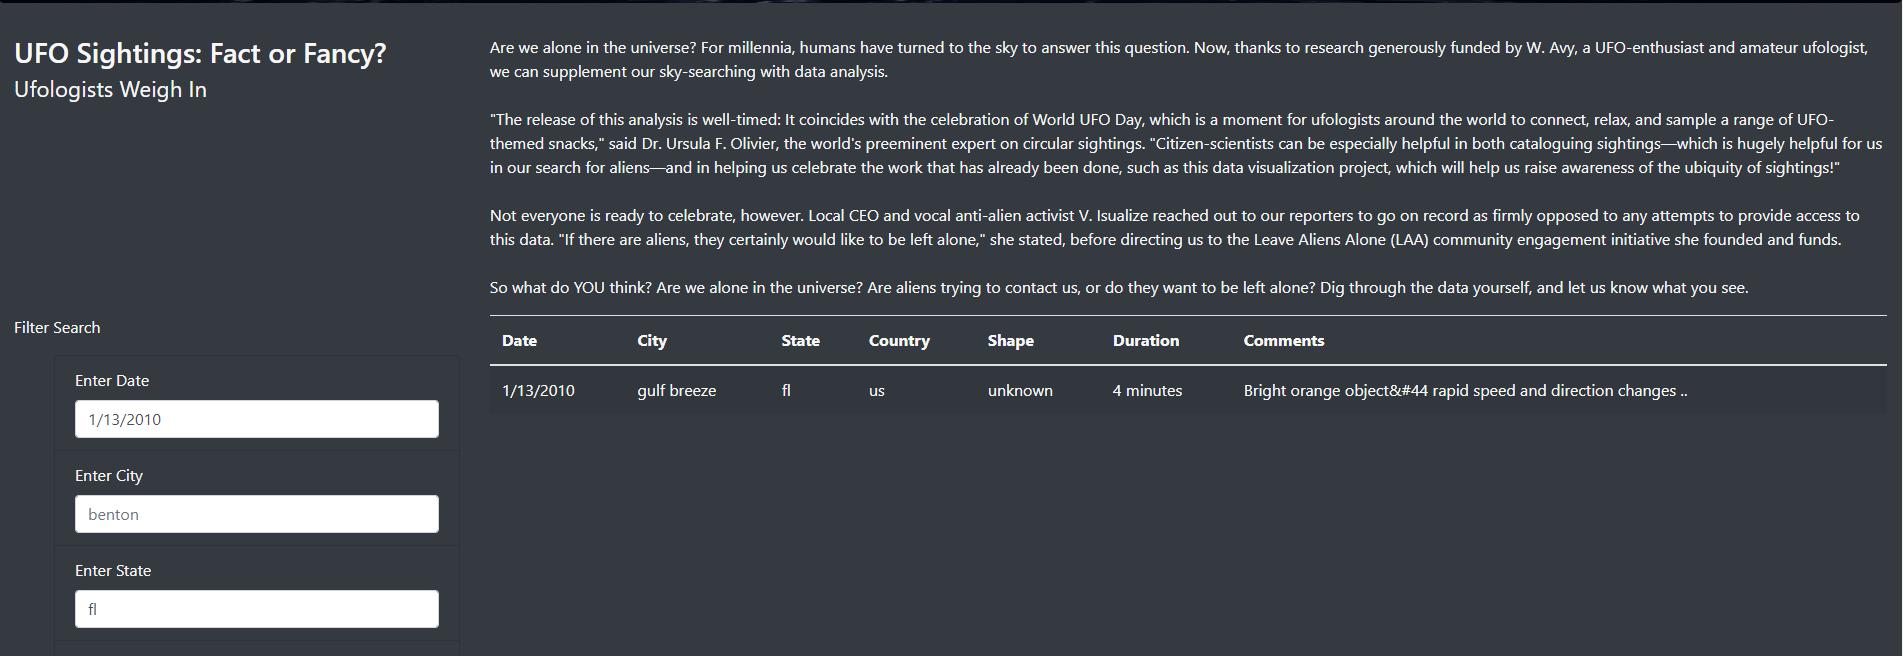 UFO Sightings: Fact or Fancy?
Ufologists Weigh In
Are we alone in the universe? For millennia, humans have turned to the sky to answer this question. Now, thanks to research generously funded by W. Avy, a UFO-enthusiast and amateur ufologist,
we can supplement our sky-searching with data analysis.
"The release of this analysis is well-timed: It coincides with the celebration of World UFO Day, which is a moment for ufologists around the world to connect, relax, and sample a range of UFO-
themed snacks," said Dr. Ursula F. Olivier, the world's preeminent expert on circular sightings. "Citizen-scientists can be especially helpful in both cataloguing sightings—which is hugely helpful for us
in our search for aliens—and in helping us celebrate the work that has already been done, such as this data visualization project, which will help us raise awareness of the ubiquity of sightings!"
Not everyone is ready to celebrate, however. Local CEO and vocal anti-alien activist V. Isualize reached out to our reporters to go on record as firmly opposed to any attempts to provide access to
this data. "If there are aliens, they certainly would like to be left alone," she stated, before directing us to the Leave Aliens Alone (LAA) community engagement initiative she founded and funds.
So what do YOU think? Are we alone in the universe? Are aliens trying to contact us, or do they want to be left alone? Dig through the data yourself, and let us know what you see.
Filter Search
Enter Date
1/13/2010
Enter City
benton
Enter State
fl
Date City State Country Shape Duration Comments
1/13/2010 gulf breeze fl us unknown 4 minutes Bright orange object&#44 rapid speed and direction changes ..